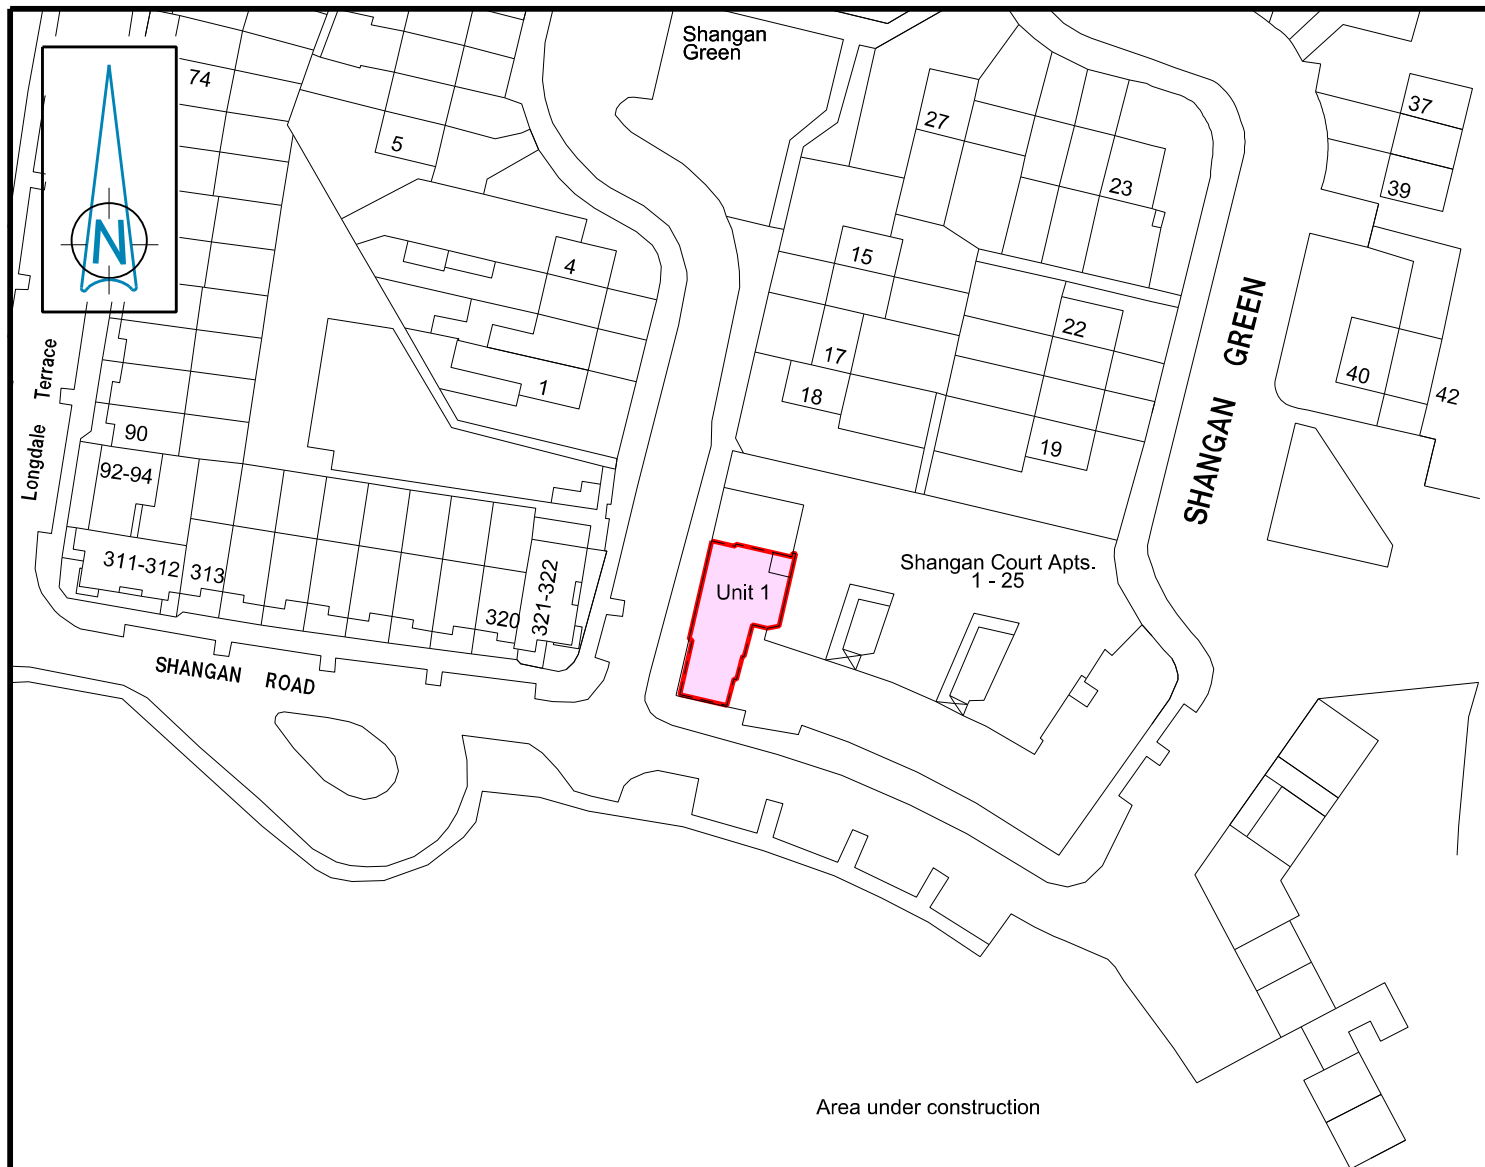 Shangan
Green
74
5
27
23
37
39
N
4
15
22
17
18
1
19
40
42
SHANGAN GREEN
Longdale Terrace
90
92-94
311-312
313
320
321-322
Unit 1
Shangan Court Apts.
1 - 25
SHANGAN ROAD
Area under construction